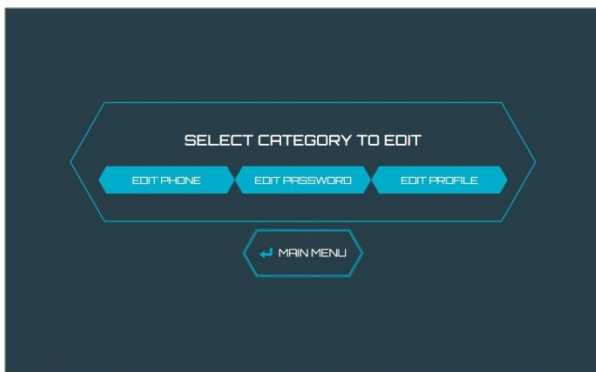 SELECT CATEGORY TO EDIT
EDIT PHONE EDIT PASSWORD EDIT PROFILE
MAIN MENU